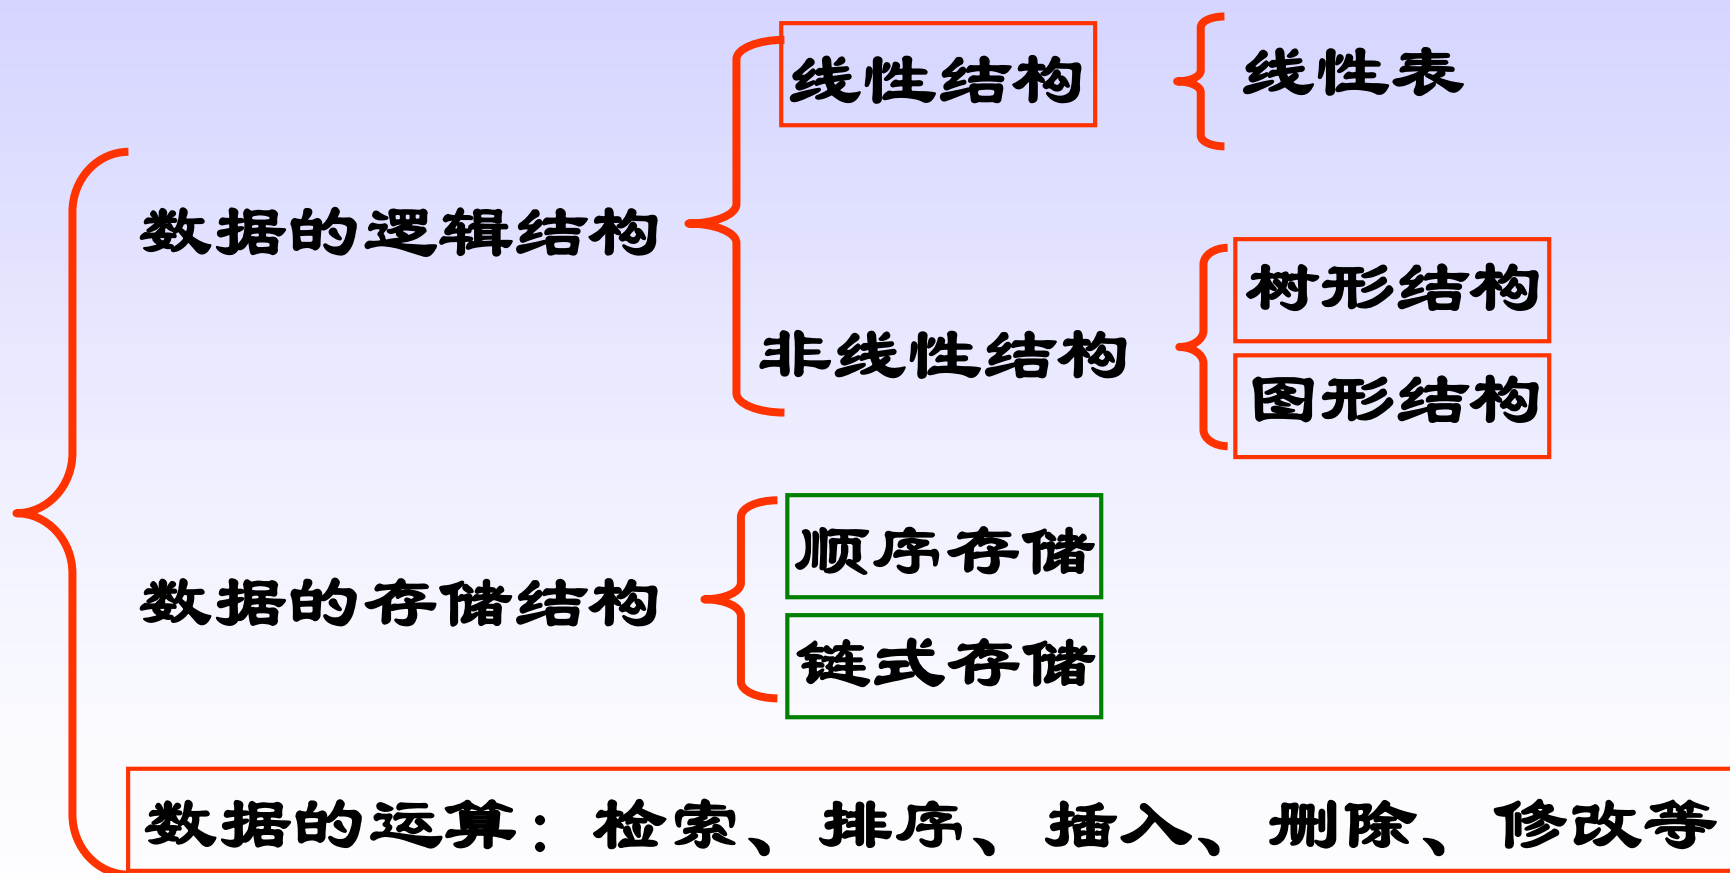 线性结构
线性表
数据的逻辑结构
树形结构
非线性结构
图形结构
顺序存储
数据的存储结构
链式存储
数据的运算：检索、排序、插入、删除、修改等